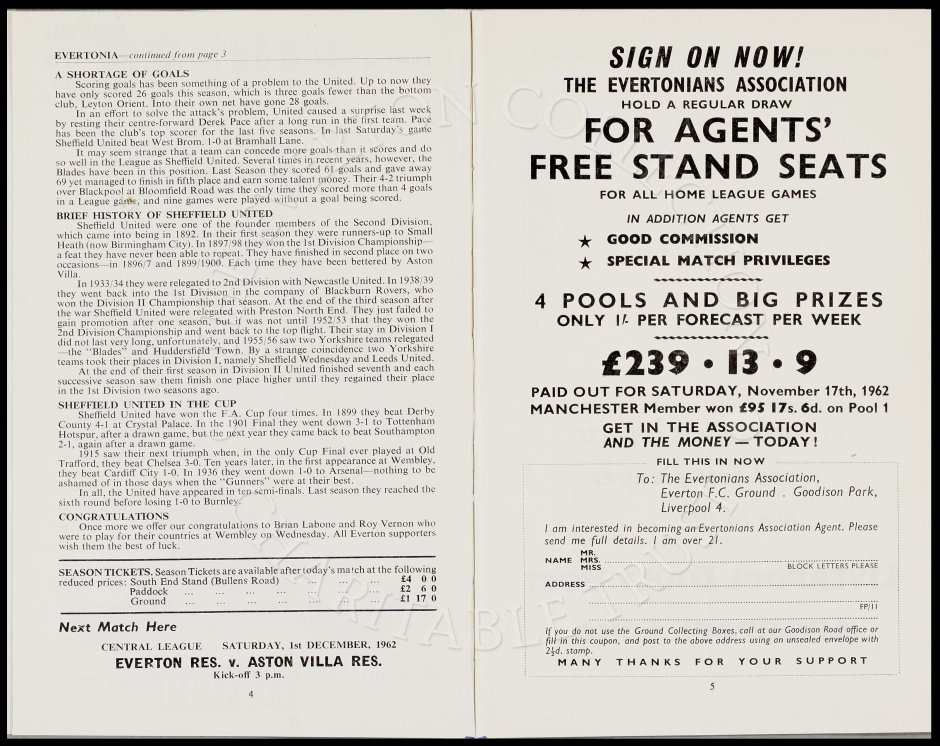 EVERTONIA—continued from page 3
A SHORTAGE OF GOALS
Scoring goals has been something of a problem to the United. Up to now they
have only scored 26 goals this season, which is three goals fewer than the bottom
club, Leyton Orient. Into their own net have gone 28 goals.
In an effort to solve the attack's problem, United caused a surprise last week
by resting their centre-forward Derek Pace after a long run in the first team. Pace
has been the club's top scorer for the last five seasons. In last Saturday's game
Sheffield United beat West Brom. 1-0 at Bramhall Lane.
It may seem strange that a team can concede more goals than it scores and do
so well in the League as Sheffield United. Several times in recent years, however, the
Blades have been in this position. Last Season they scored 61 goals and gave away
69 yet managed to finish in fifth place and earn some talent money. Their 4-2 triumph
over Blackpool at Bloomfield Road was the only time they scored more than 4 goals
in a League game, and nine games were played without a goal being scored.
BRIEF HISTORY OF SHEFFIELD UNITED
Sheffield United were one of the founder members of the Second Division,
which came into being in 1892. In their first season they were runners-up to Small
Heath (now Birmingham City). In 1897/98 they won the 1st Division Championship—
a feat they have never been able to repeat. They have finished in second place on two
occasions—in 1896/7 and 1899/1900. Each time they have been bettered by Aston
Villa.
In 1933/34 they were relegated to 2nd Division with Newcastle United. In 1938/39
they went back into the 1st Division in the company of Blackburn Rovers, who
won the Division II Championship that season. At the end of the third season after
the war Sheffield United were relegated with Preston North End. They just failed to
gain promotion after one season, but it was not until 1952/53 that they won the
2nd Division Championship and went back to the top flight. Their stay in Division I
did not last very long, unfortunately, and 1955/56 saw two Yorkshire teams relegated
—the "Blades" and Huddersfield Town. By a strange coincidence two Yorkshire
teams took their places in Division I, namely Sheffield Wednesday and Leeds United.
At the end of their first season in Division II United finished seventh and each
successive season saw them finish one place higher until they regained their place
in the 1st Division two seasons ago.
SHEFFIELD UNITED IN THE CUP
Sheffield United have won the F.A. Cup four times. In 1899 they beat Derby
County 4-1 at Crystal Palace. In the 1901 Final they went down 3-1 to Tottenham
Hotspur, after a drawn game, but the next year they came back to beat Southampton
2-1, again after a drawn game.
1915 saw their next triumph when, in the only Cup Final ever played at Old
Trafford, they beat Chelsea 3-0. Ten years later, in the first appearance at Wembley,
they beat Cardiff City 1-0. In 1936 they went down 1-0 to Arsenal—nothing to be
ashamed of in those days when the "Gunners" were at their best.
In all, the United have appeared in ten semi-finals. Last season they reached the
sixth round before losing 1-0 to Burnley.
CONGRATULATIONS
Once more we offer our congratulations to Brian Labone and Roy Vernon who
were to play for their countries at Wembley on Wednesday. All Everton supporters
wish them the best of luck.
SEASON TICKETS. Season Tickets are available after today's match at the following
reduced prices: South End Stand (Bullens Road) ... ... ... £4 0 0
Paddock ... ... ... ... ... ... ... £2 6 0
Ground ... ... ... ... ... ... ... £1 17 0
Next Match Here
CENTRAL LEAGUE SATURDAY, 1st DECEMBER, 1962
EVERTON RES. v. ASTON VILLA RES.
Kick-off 3 p.m.
4
SIGN ON NOW!
THE EVERTONIANS ASSOCIATION
HOLD A REGULAR DRAW
FOR AGENTS'
FREE STAND SEATS
FOR ALL HOME LEAGUE GAMES
IN ADDITION AGENTS GET
★ GOOD COMMISSION
★ SPECIAL MATCH PRIVILEGES
4 POOLS AND BIG PRIZES
ONLY 1/- PER FORECAST PER WEEK
£239 · 13 · 9
PAID OUT FOR SATURDAY, November 17th, 1962
MANCHESTER Member won £95 17s. 6d. on Pool 1
GET IN THE ASSOCIATION
AND THE MONEY — TODAY!
FILL THIS IN NOW
To: The Evertonians Association,
Everton F.C. Ground . Goodison Park,
Liverpool 4.
I am interested in becoming an Evertonians Association Agent. Please
send me full details. I am over 21.
MR.
NAME MRS.
MISS
BLOCK LETTERS PLEASE
ADDRESS
FP/11
If you do not use the Ground Collecting Boxes, call at our Goodison Road office or
fill in this coupon, and post to the above address using an unsealed envelope with
2½d. stamp.
MANY THANKS FOR YOUR SUPPORT
5